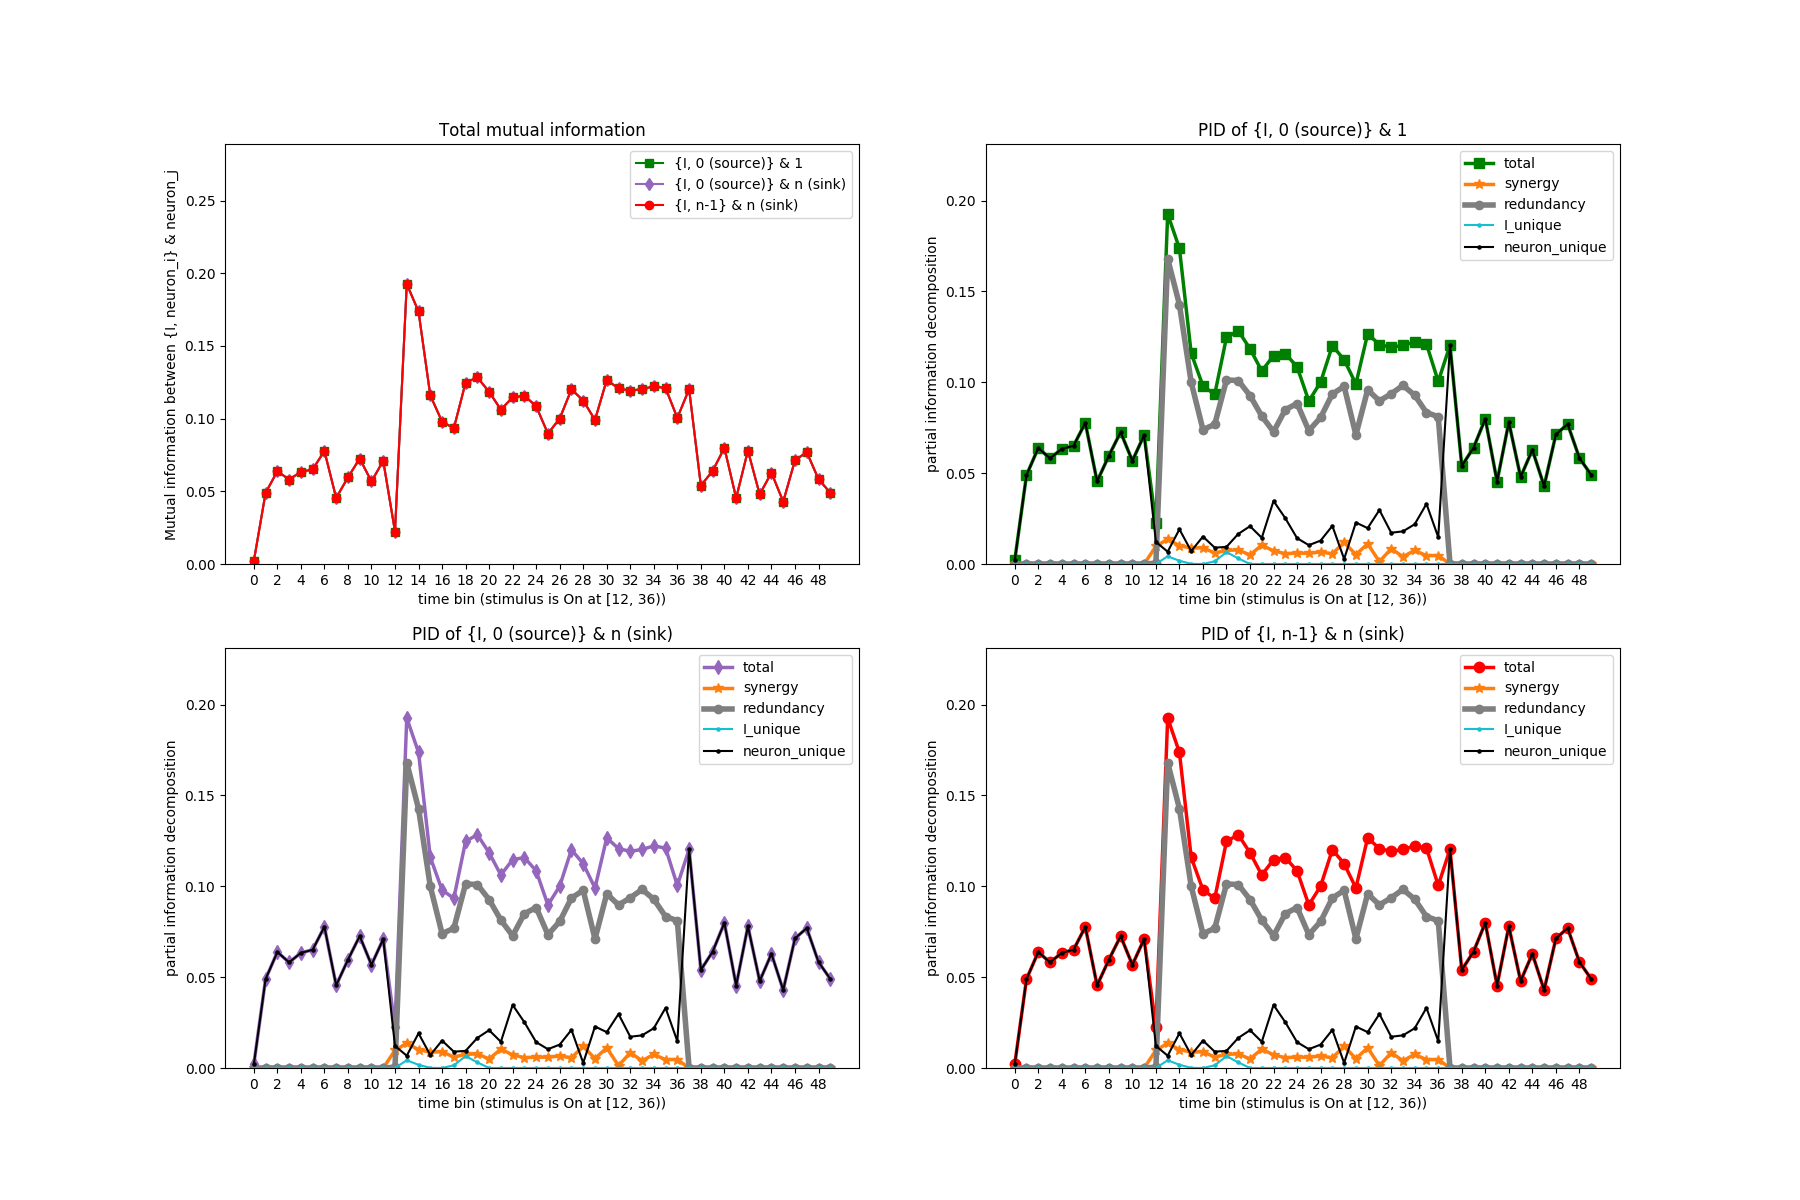 Total mutual information
Mutual information between {I, neuron_i} & neuron_j
0.25
0.20
0.15
0.10
0.05
0.00
{I, 0 (source)} & 1
{I, 0 (source)} & n (sink)
{I, n-1} & n (sink)
0 2 4 6 8 10 12 14 16 18 20 22 24 26 28 30 32 34 36 38 40 42 44 46 48
time bin (stimulus is On at [12, 36))
PID of {I, 0 (source)} & 1
partial information decomposition
0.20
0.15
0.10
0.05
0.00
total
synergy
redundancy
I_unique
neuron_unique
0 2 4 6 8 10 12 14 16 18 20 22 24 26 28 30 32 34 36 38 40 42 44 46 48
time bin (stimulus is On at [12, 36))
PID of {I, 0 (source)} & n (sink)
partial information decomposition
0.20
0.15
0.10
0.05
0.00
total
synergy
redundancy
I_unique
neuron_unique
0 2 4 6 8 10 12 14 16 18 20 22 24 26 28 30 32 34 36 38 40 42 44 46 48
time bin (stimulus is On at [12, 36))
PID of {I, n-1} & n (sink)
partial information decomposition
0.20
0.15
0.10
0.05
0.00
total
synergy
redundancy
I_unique
neuron_unique
0 2 4 6 8 10 12 14 16 18 20 22 24 26 28 30 32 34 36 38 40 42 44 46 48
time bin (stimulus is On at [12, 36))